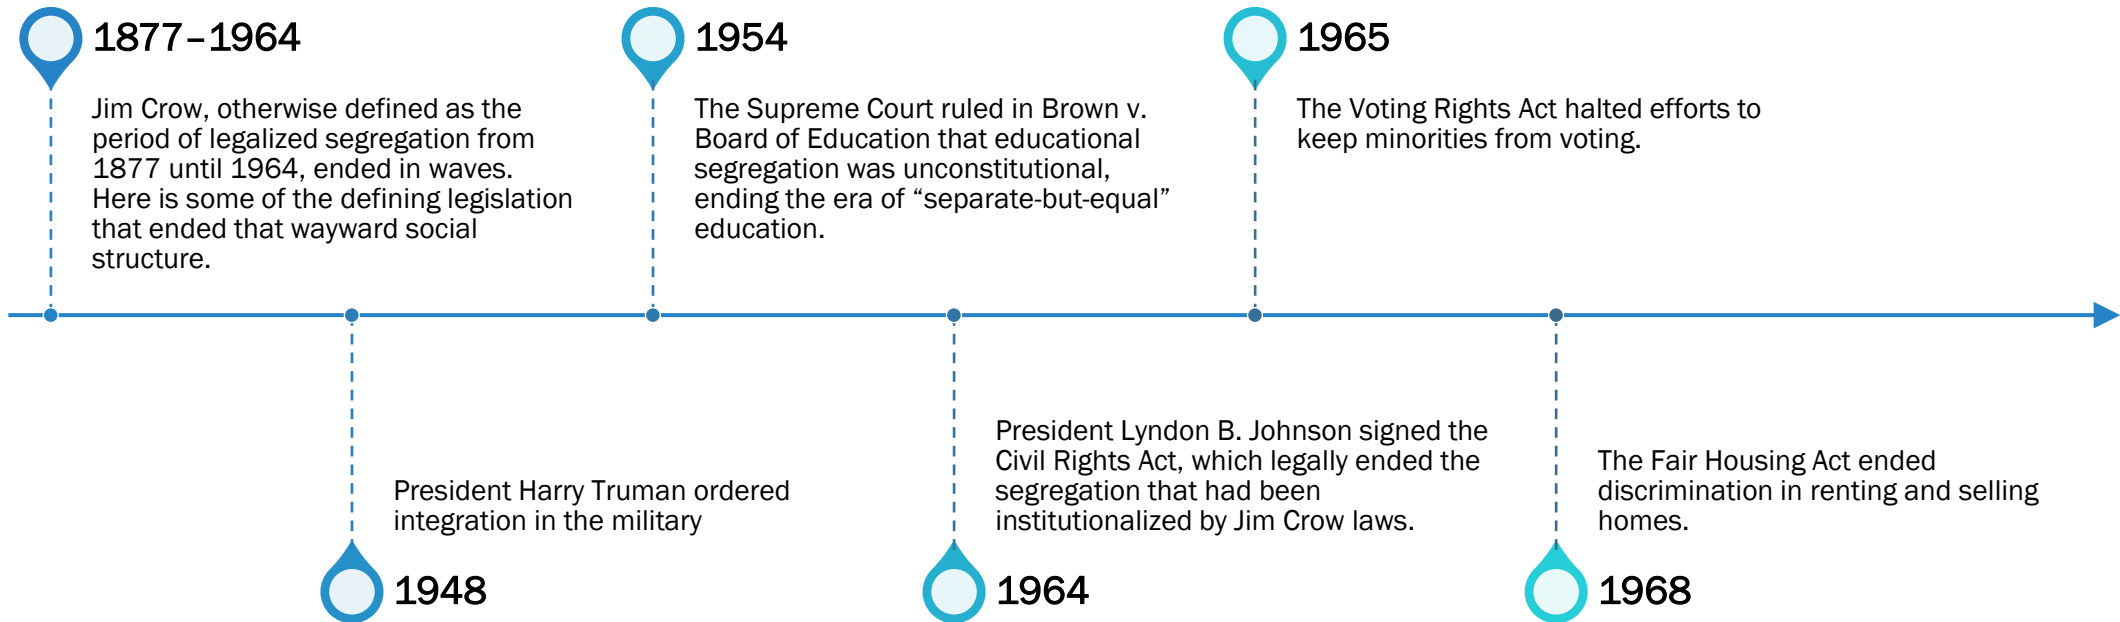 1877–1964
Jim Crow, otherwise defined as the
period of legalized segregation from
1877 until 1964, ended in waves.
Here is some of the defining legislation
that ended that wayward social
structure.
President Harry Truman ordered
integration in the military
1948
1954
The Supreme Court ruled in Brown v.
Board of Education that educational
segregation was unconstitutional,
ending the era of “separate-but-equal”
education.
President Lyndon B. Johnson signed the
Civil Rights Act, which legally ended the
segregation that had been
institutionalized by Jim Crow laws.
1964
1965
The Voting Rights Act halted efforts to
keep minorities from voting.
The Fair Housing Act ended
discrimination in renting and selling
homes.
1968